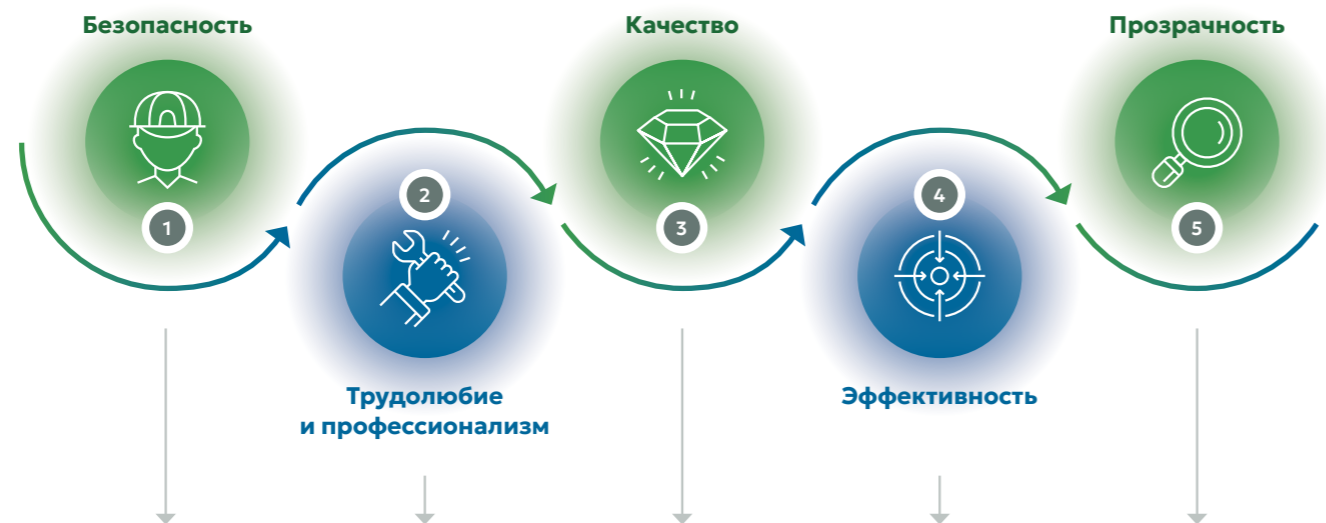 Безопасность
1
2
Трудолюбие
и профессионализм
Качество
3
4
Эффективность
Прозрачность
5